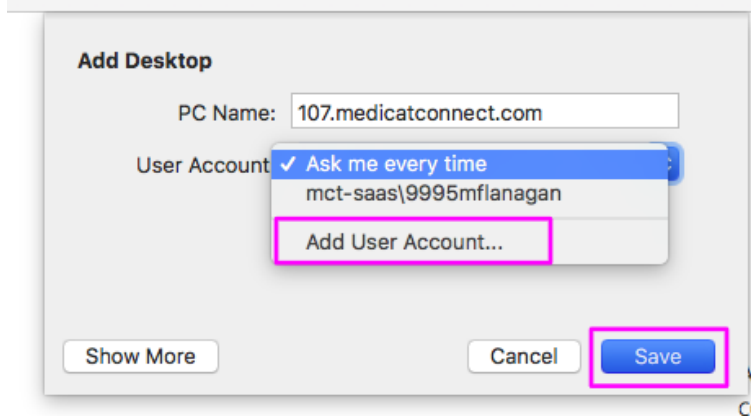 Add Desktop
PC Name: 107.medicatconnect.com
User Account ✓ Ask me every time
mct-saas\9995mflanagan
Add User Account...
Show More Cancel Save